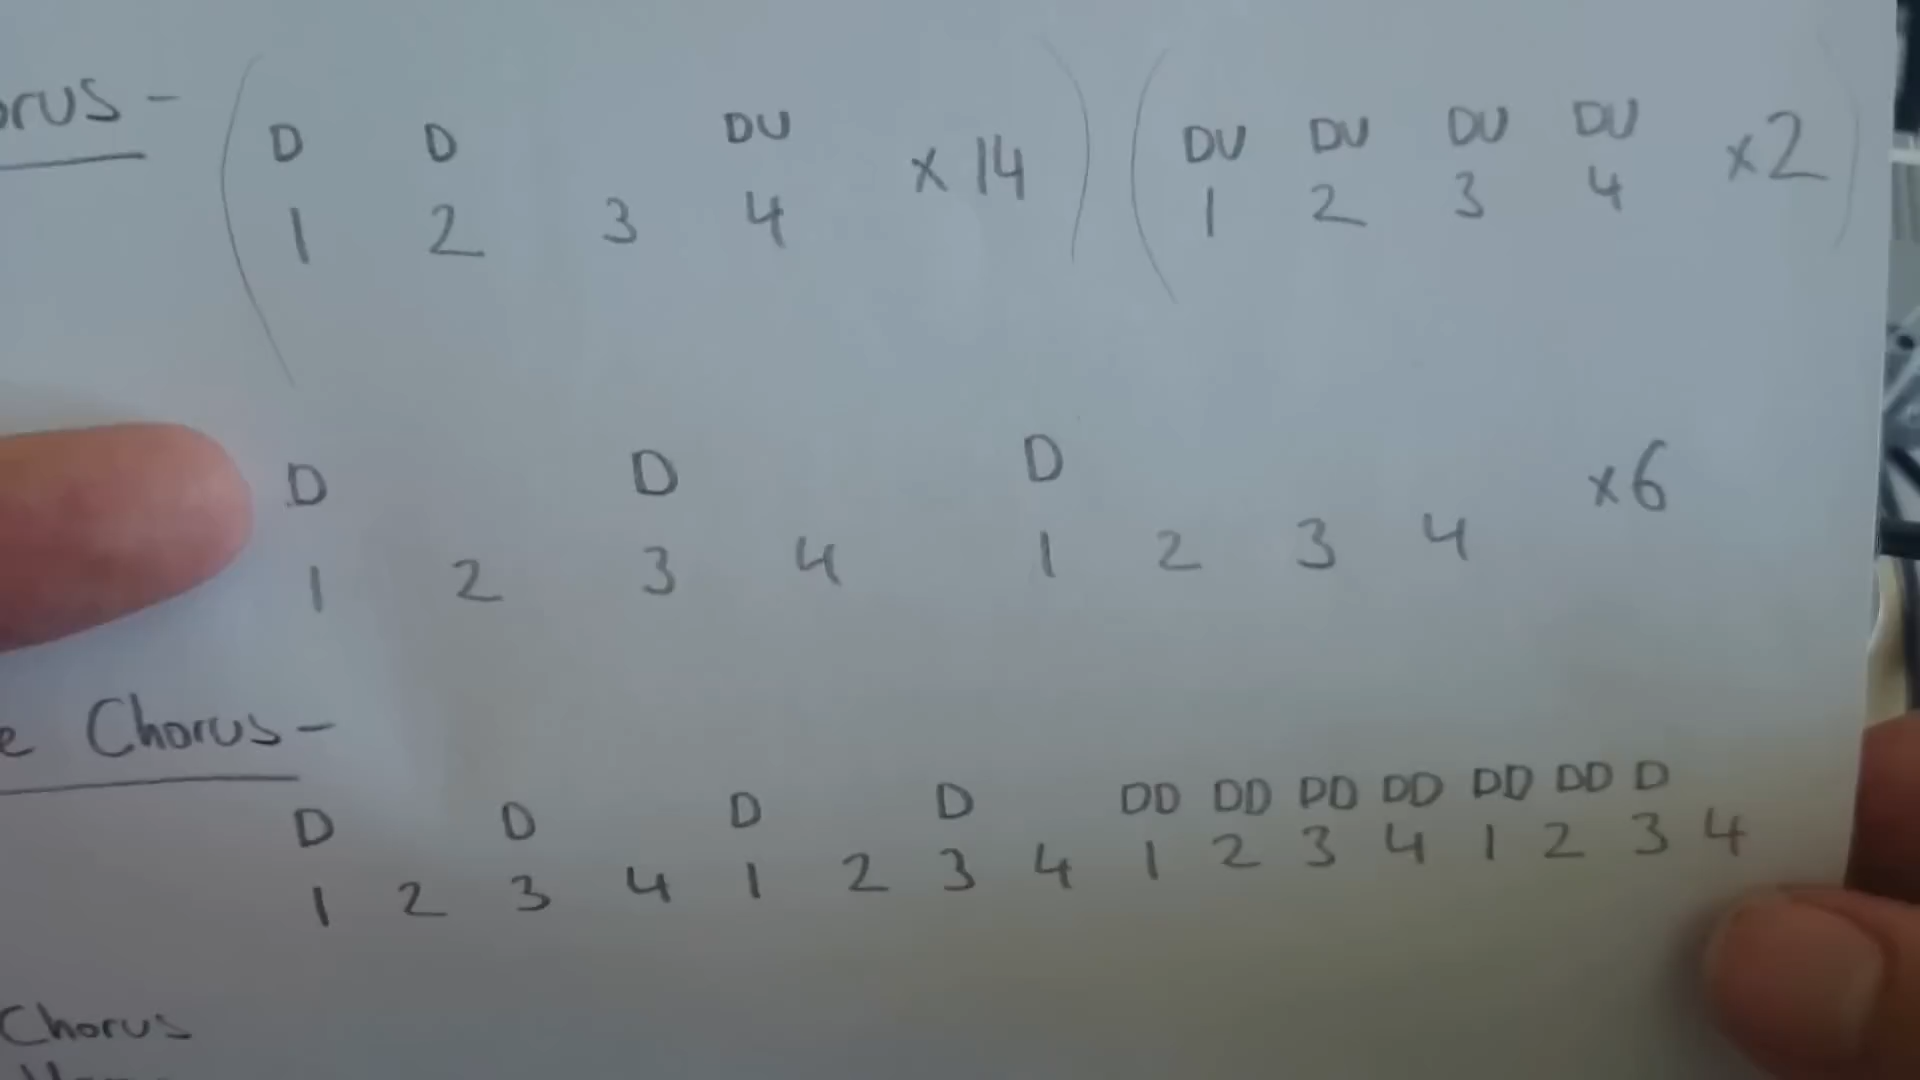 orus -
D D DU DU DU DU DU
1 2 3 4 x 14 1 2 3 4 x2
D D D
1 2 3 4 1 2 3 4 x6
e Chorus -
D D D D DD DD DD DD DD DD D
1 2 3 4 1 2 3 4 1 2 3 4 1 2 3 4
Chorus